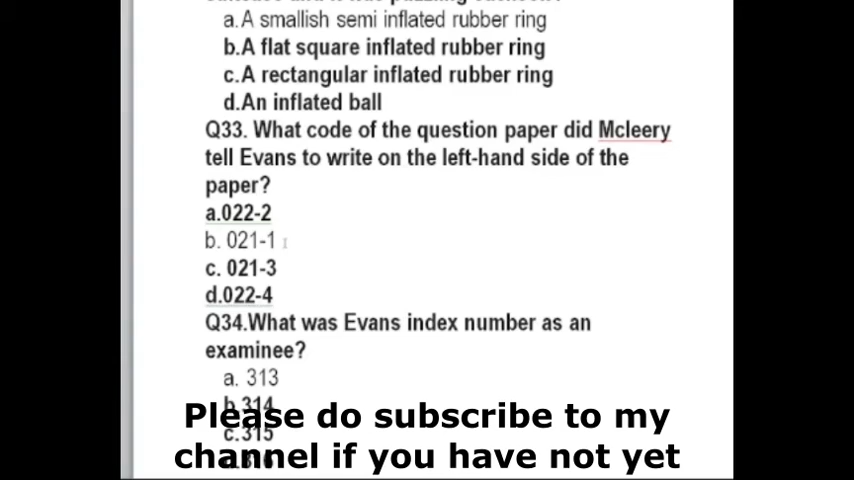 a.A smallish semi inflated rubber ring
b.A flat square inflated rubber ring
c.A rectangular inflated rubber ring
d.An inflated ball
Q33. What code of the question paper did Mcleery
tell Evans to write on the left-hand side of the
paper?
a.022-2
b. 021-1
c. 021-3
d.022-4
Q34.What was Evans index number as an
examinee?
a. 313
b.314
Please do subscribe to my
c.315
channel if you have not yet